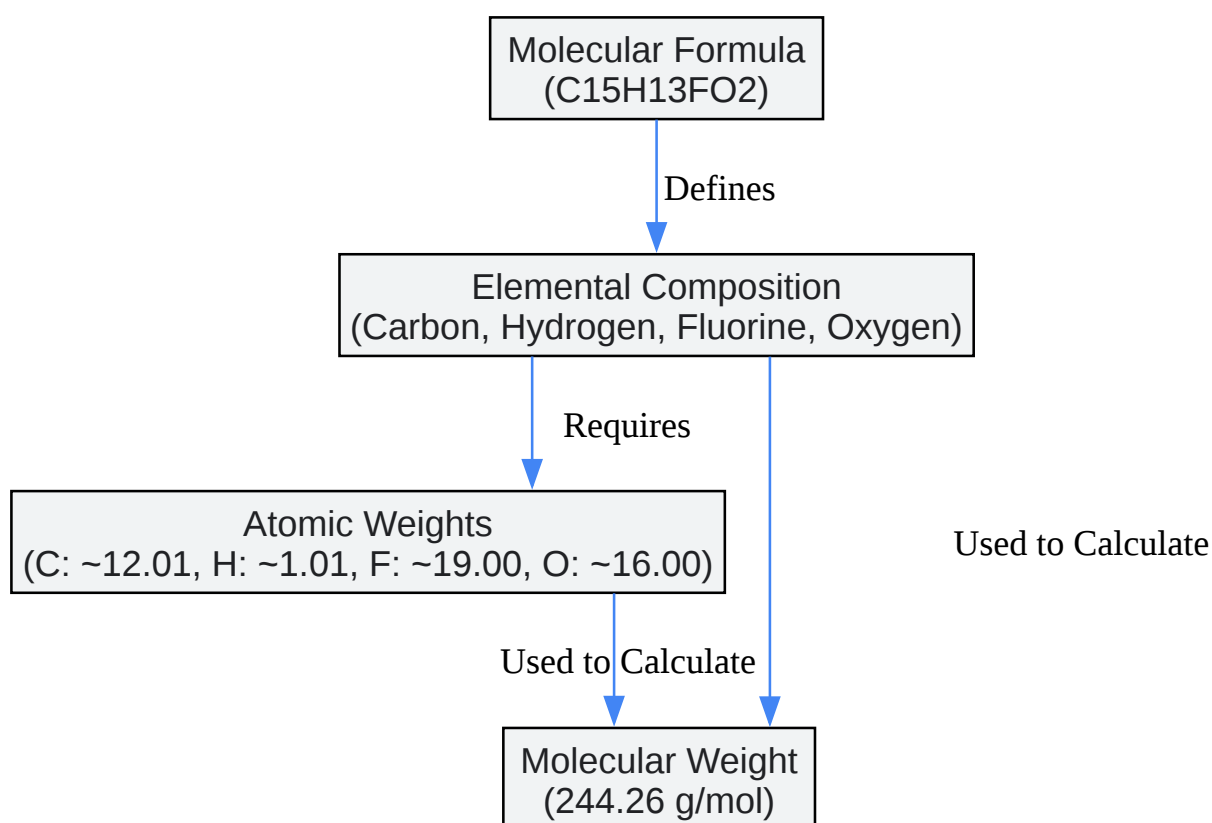 Molecular Formula
(C15H13FO2)
Defines
Elemental Composition
(Carbon, Hydrogen, Fluorine, Oxygen)
Requires
Atomic Weights
(C: ~12.01, H: ~1.01, F: ~19.00, O: ~16.00)
Used to Calculate
Used to Calculate
Molecular Weight
(244.26 g/mol)